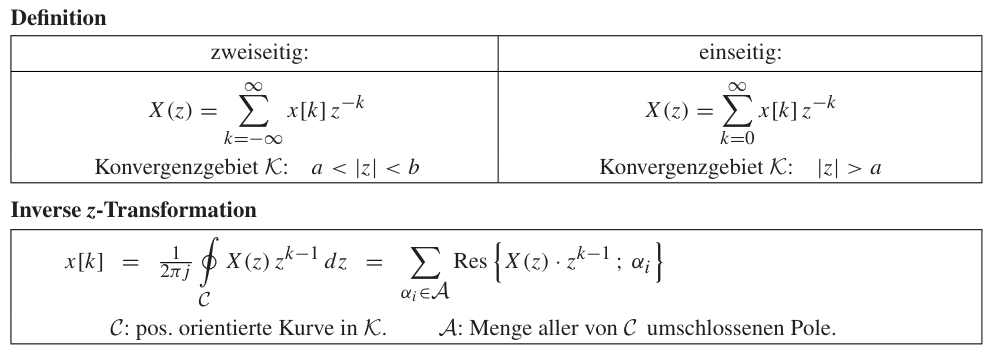 Definition
zweiseitig: einseitig:
X(z) = ∑_{k=−∞}^{∞} x[k] z^{−k} X(z) = ∑_{k=0}^{∞} x[k] z^{−k}
Konvergenzgebiet 𝒦: a < |z| < b Konvergenzgebiet 𝒦: |z| > a
Inverse z-Transformation
x[k] = \frac{1}{2πj} ∮_𝒞 X(z) z^{k−1} dz = ∑_{α_i∈𝒜} Res {X(z) · z^{k−1} ; α_i}
𝒞: pos. orientierte Kurve in 𝒦. 𝒜: Menge aller von 𝒞 umschlossenen Pole.